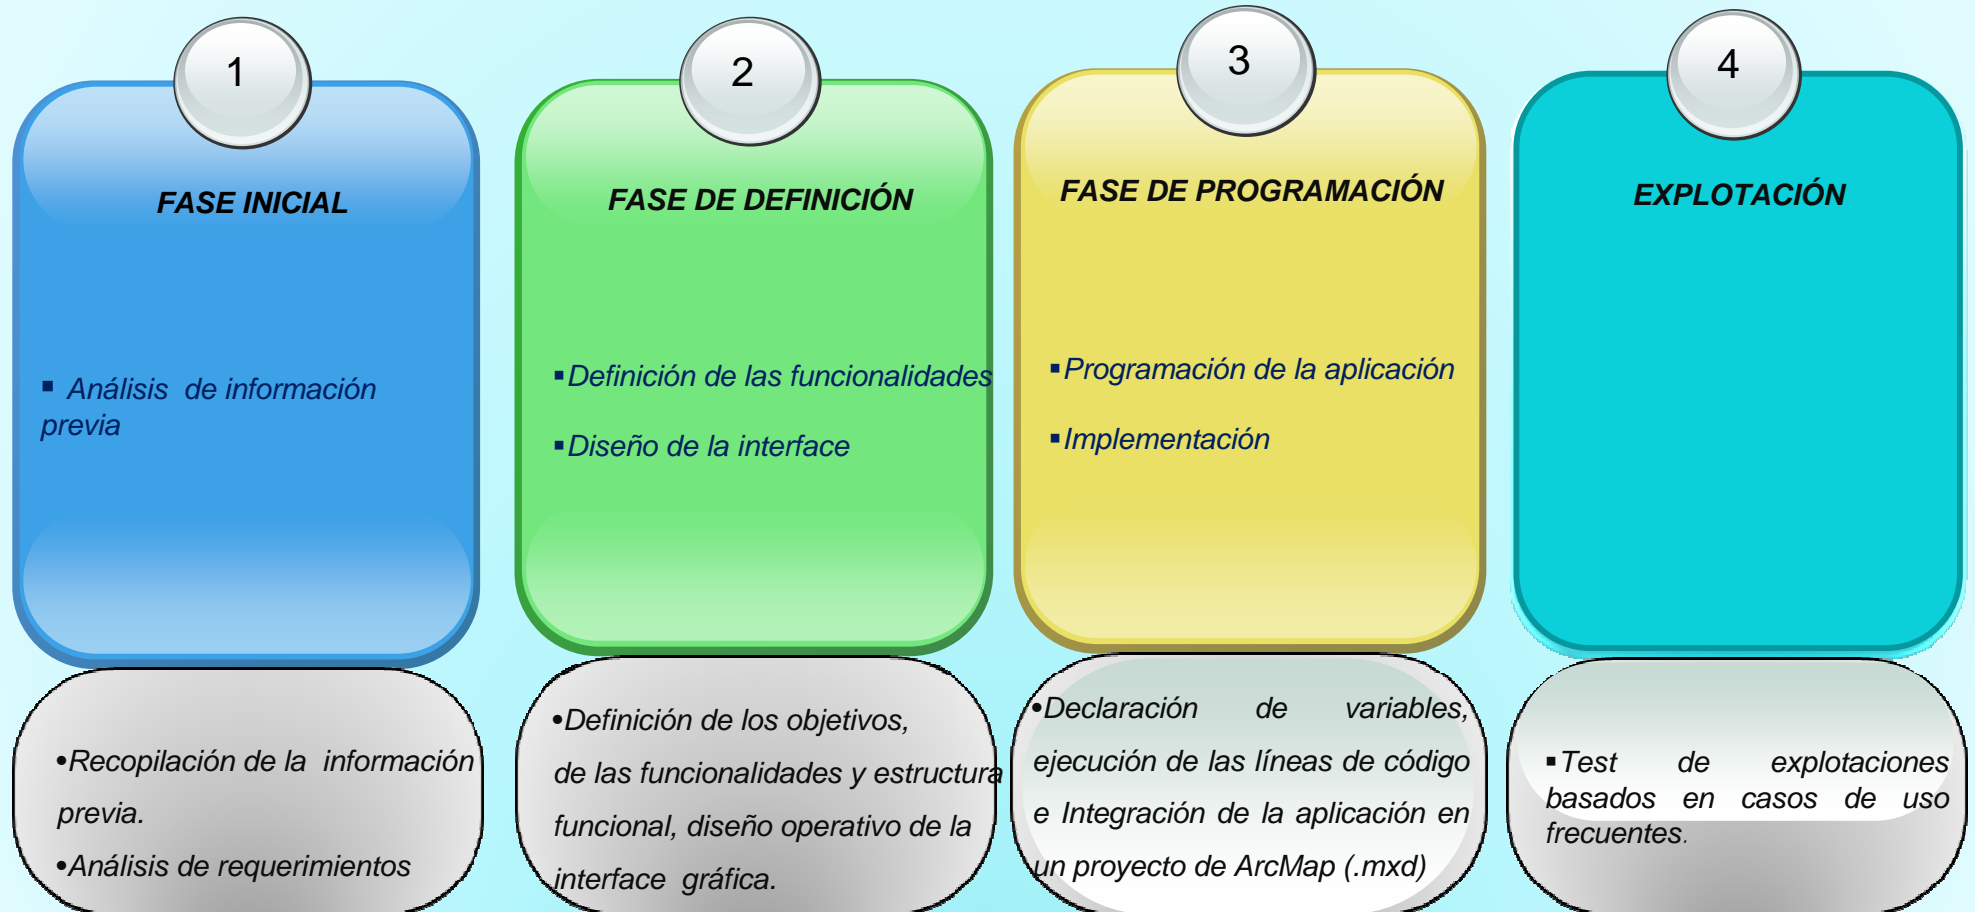 1
FASE INICIAL
▪ Análisis de información
previa
•Recopilación de la información
previa.
•Análisis de requerimientos
2
FASE DE DEFINICIÓN
▪Definición de las funcionalidades
▪Diseño de la interface
•Definición de los objetivos,
de las funcionalidades y estructura
funcional, diseño operativo de la
interface gráfica.
3
FASE DE PROGRAMACIÓN
▪Programación de la aplicación
▪Implementación
•Declaración de variables,
ejecución de las líneas de código
e Integración de la aplicación en
un proyecto de ArcMap (.mxd)
4
EXPLOTACIÓN
▪Test de explotaciones
basados en casos de uso
frecuentes.